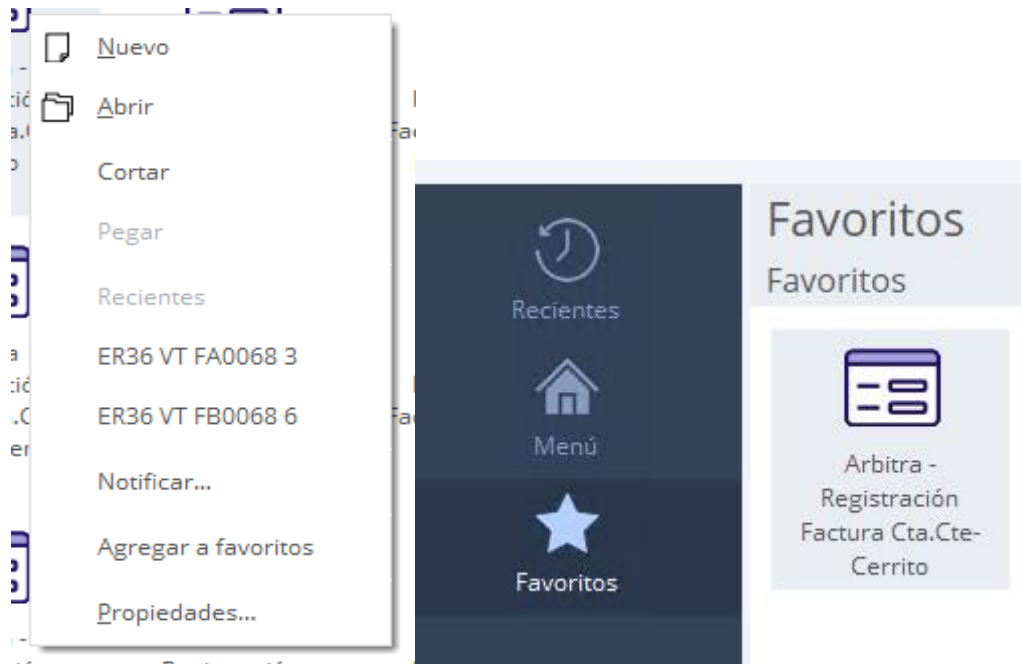 Nuevo
Abrir
Cortar
Pegar
Recientes
ER36 VT FA0068 3
ER36 VT FB0068 6
Notificar...
Agregar a favoritos
Propiedades...
Recientes
Menú
Favoritos
Favoritos
Favoritos
Arbitra -
Registración
Factura Cta.Cte-
Cerrito